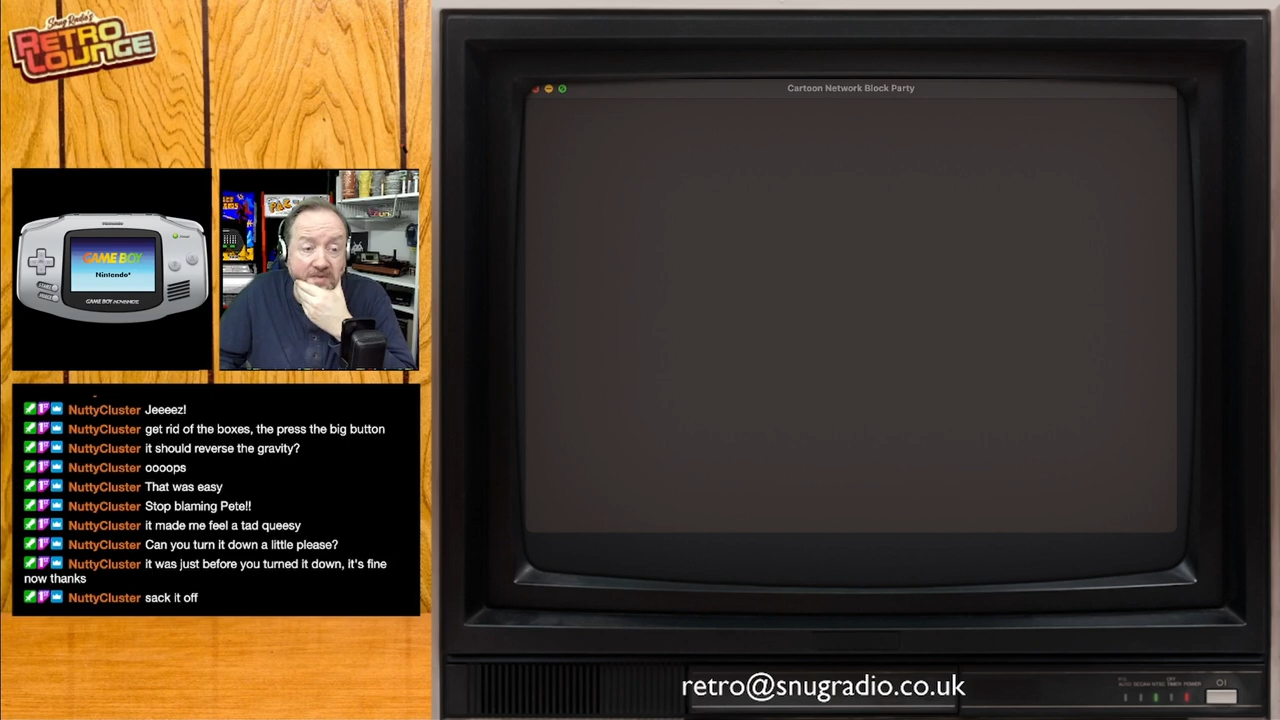 Snug Radio's
RETRO
LOUNGE
Cartoon Network Block Party
GAME BOY
Nintendo
GAME BOY ADVANCE
PAC
NuttyCluster Jeeeez!
NuttyCluster get rid of the boxes, the press the big button
NuttyCluster it should reverse the gravity?
NuttyCluster oooops
NuttyCluster That was easy
NuttyCluster Stop blaming Pete!!
NuttyCluster it made me feel a tad queesy
NuttyCluster Can you turn it down a little please?
NuttyCluster it was just before you turned it down, it's fine
now thanks
NuttyCluster sack it off
retro@snugradio.co.uk